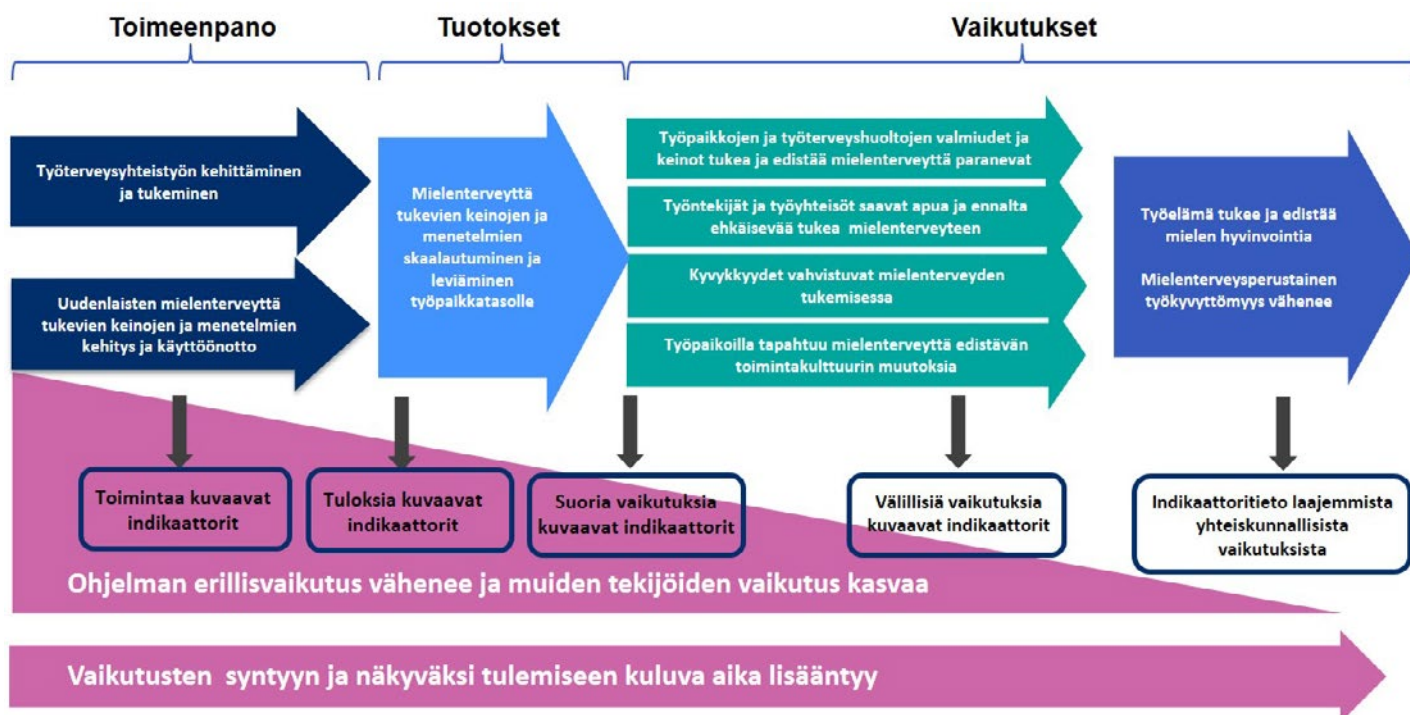 Toimeenpano
Tuotokset
Vaikutukset
Työterveysyhteistyön kehittäminen
ja tukeminen
Uudenlaisten mielenterveyttä
tukevien keinojen ja menetelmien
kehitys ja käyttöönotto
Mielenterveyttä
tukevien keinojen ja
menetelmien
skaalautuminen ja
leviäminen
työpaikkatasolle
Työpaikkojen ja työterveyshuoltojen valmiudet ja
keinot tukea ja edistää mielenterveyttä paranevat
Työntekijät ja työyhteisöt saavat apua ja ennalta
ehkäisevää tukea mielenterveyteen
Kyvykkyydet vahvistuvat mielenterveyden
tukemisessa
Työpaikoilla tapahtuu mielenterveyttä edistävän
toimintakulttuurin muutoksia
Työelämä tukee ja edistää
mielen hyvinvointia
Mielenterveysperustainen
työkyvyttömyys vähenee
Toimintaa kuvaavat
indikaattorit
Tuloksia kuvaavat
indikaattorit
Suoria vaikutuksia
kuvaavat indikaattorit
Välillisiä vaikutuksia
kuvaavat indikaattorit
Indikaattoritieto laajemmista
yhteiskunnallisista
vaikutuksista
Ohjelman erillisvaikutus vähenee ja muiden tekijöiden vaikutus kasvaa
Vaikutusten syntyyn ja näkyväksi tulemiseen kuluva aika lisääntyy